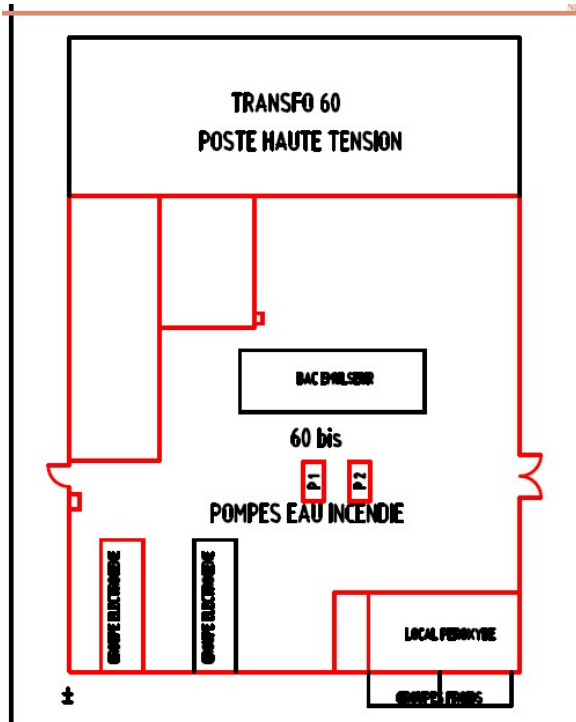 TRANSFO 60
POSTE HAUTE TENSION
BAC EMULSEUR
60 bis
P1
P2
POMPES EAU INCENDIE
GROUPE ELECTROGENE
GROUPE ELECTROGENE
LOCAL PEROXYDE
GROUPES FROIDS